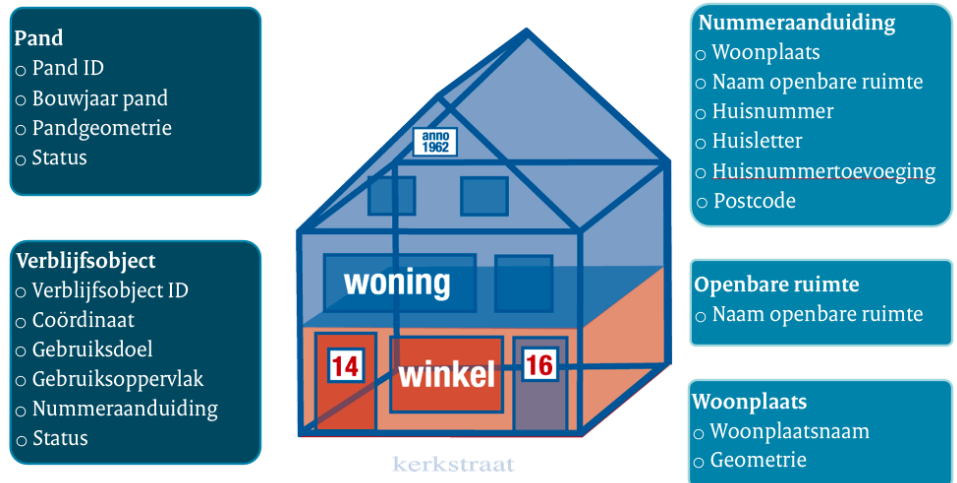 Pand
○ Pand ID
○ Bouwjaar pand
○ Pandgeometrie
○ Status
Verblijfsobject
○ Verblijfsobject ID
○ Coördinaat
○ Gebruiksdoel
○ Gebruiksoppervlak
○ Nummeraanduiding
○ Status
anno
1962
woning
14
winkel
16
kerkstraat
Nummeraanduiding
○ Woonplaats
○ Naam openbare ruimte
○ Huisnummer
○ Huisletter
○ Huisnummertoevoeging
○ Postcode
Openbare ruimte
○ Naam openbare ruimte
Woonplaats
○ Woonplaatsnaam
○ Geometrie